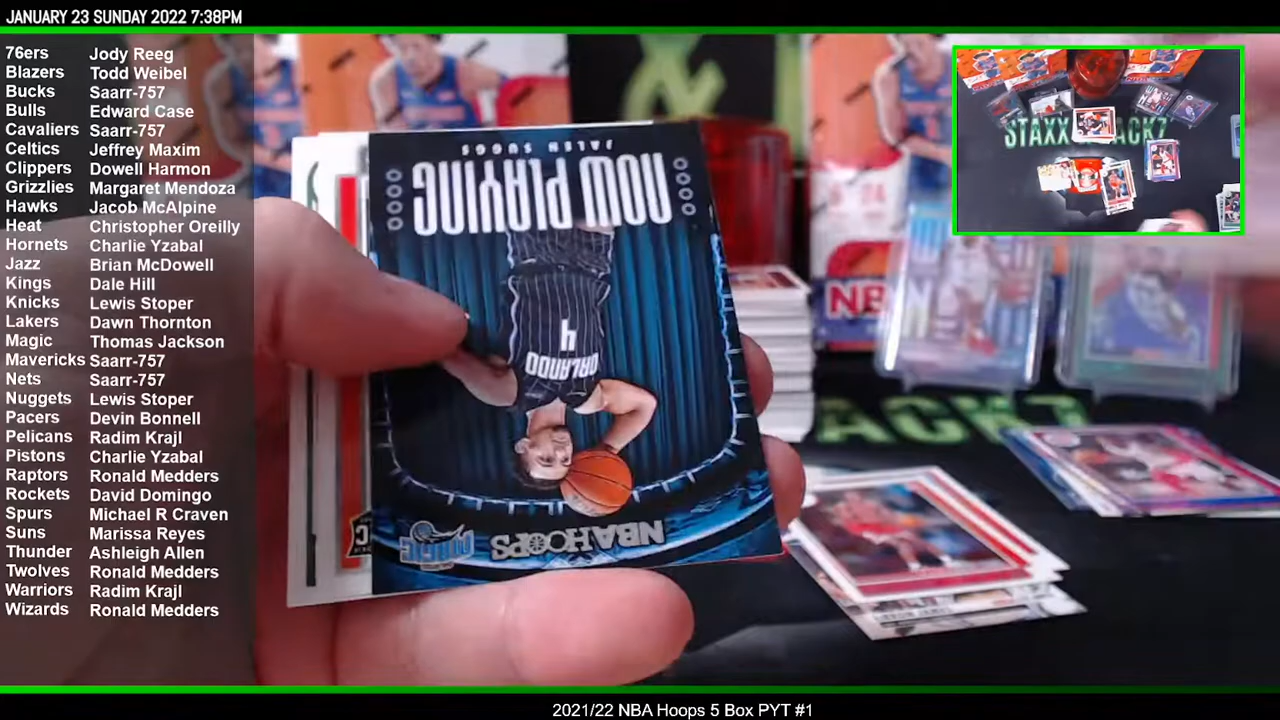 JANUARY 23 SUNDAY 2022 7:38PM
76ers Jody Reeg
Blazers Todd Weibel
Bucks Saarr-757
Bulls Edward Case
Cavaliers Saarr-757
Celtics Jeffrey Maxim
Clippers Dowell Harmon
Grizzlies Margaret Mendoza
Hawks Jacob McAlpine
Heat Christopher Oreilly
Hornets Charlie Yzabal
Jazz Brian McDowell
Kings Dale Hill
Knicks Lewis Stoper
Lakers Dawn Thornton
Magic Thomas Jackson
Mavericks Saarr-757
Nets Saarr-757
Nuggets Lewis Stoper
Pacers Devin Bonnell
Pelicans Radim Krajl
Pistons Charlie Yzabal
Raptors Ronald Medders
Rockets David Domingo
Spurs Michael R Craven
Suns Marissa Reyes
Thunder Ashleigh Allen
Twolves Ronald Medders
Warriors Radim Krajl
Wizards Ronald Medders
JALEN SUGGS
NOW PLAYING
4
ORLANDO
MAGIC
NBA HOOPS
NB
ACK7
STAXX ACK7
2021/22 NBA Hoops 5 Box PYT #1